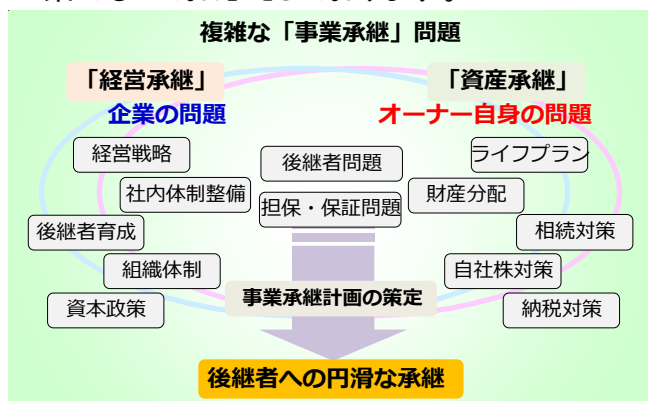 複雑な「事業承継」問題
「経営承継」
「資産承継」
企業の問題
オーナー自身の問題
経営戦略
後継者問題
ライフプラン
社内体制整備
担保・保証問題
財産分配
後継者育成
相続対策
組織体制
自社株対策
資本政策
事業承継計画の策定
納税対策
後継者への円滑な承継